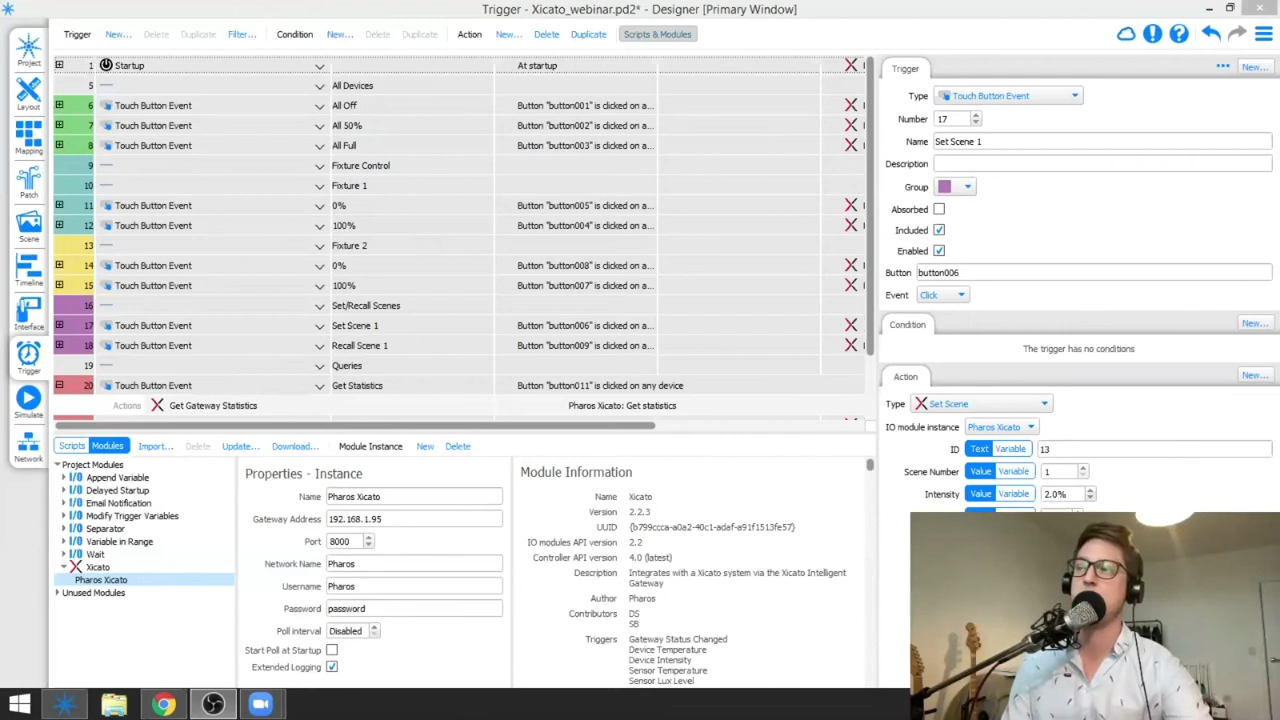 Trigger - Xicato_webinar.pd2* - Designer [Primary Window]
Trigger New... Delete Duplicate Filter... Condition New... Delete Duplicate Action New... Delete Duplicate Scripts & Modules
Project
Layout
Mapping
Patch
Scene
Timeline
Interface
Trigger
Simulate
Network
1 Startup At startup
5 All Devices
6 Touch Button Event All Off Button "button001" is clicked on a...
7 Touch Button Event All 50% Button "button002" is clicked on a...
8 Touch Button Event All Full Button "button003" is clicked on a...
9 Fixture Control
10 Fixture 1
11 Touch Button Event 0% Button "button005" is clicked on a...
12 Touch Button Event 100% Button "button004" is clicked on a...
13 Fixture 2
14 Touch Button Event 0% Button "button008" is clicked on a...
15 Touch Button Event 100% Button "button007" is clicked on a...
16 Set/Recall Scenes
17 Touch Button Event Set Scene 1 Button "button006" is clicked on a...
18 Touch Button Event Recall Scene 1 Button "button009" is clicked on a...
19 Queries
20 Touch Button Event Get Statistics Button "button011" is clicked on any device
Actions Get Gateway Statistics Pharos Xicato: Get statistics
Scripts Modules Import... Delete Update... Download... Module Instance New Delete
Project Modules
I/O Append Variable
I/O Delayed Startup
I/O Email Notification
I/O Modify Trigger Variables
I/O Separator
I/O Variable in Range
I/O Wait
Xicato
Pharos Xicato
Unused Modules
Properties - Instance
Name Pharos Xicato
Gateway Address 192.168.1.95
Port 8000
Network Name Pharos
Username Pharos
Password password
Poll interval Disabled
Start Poll at Startup
Extended Logging
Module Information
Name Xicato
Version 2.2.3
UUID {b799ccca-a0a2-40c1-adaf-a91f1513fe57}
IO modules API version 2.2
Controller API version 4.0 (latest)
Description Integrates with a Xicato system via the Xicato Intelligent
Gateway
Author Pharos
Contributors DS
SB
Triggers Gateway Status Changed
Device Temperature
Device Intensity
Sensor Temperature
Sensor Lux Level
Trigger ... New...
Type Touch Button Event
Number 17
Name Set Scene 1
Description
Group
Absorbed
Included
Enabled
Button button006
Event Click
Condition New...
The trigger has no conditions
Action New...
Type Set Scene
IO module instance Pharos Xicato
ID Text Variable 13
Scene Number Value Variable 1
Intensity Value Variable 2.0%